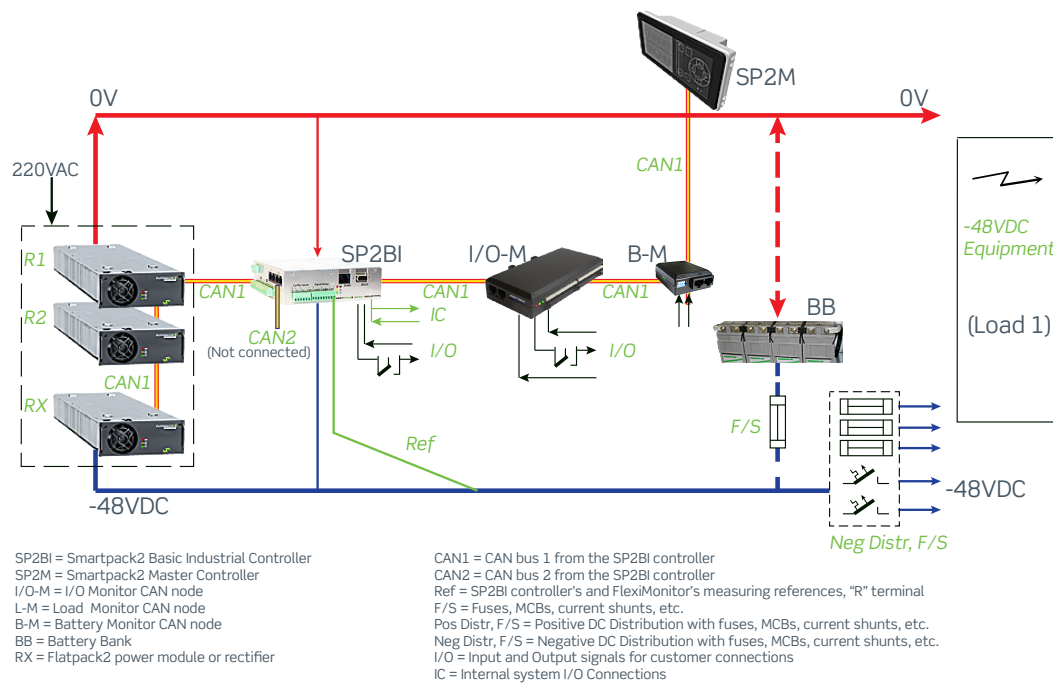 SP2M
0V
0V
CAN1
220VAC
-48VDC
Equipment
R1
SP2BI
I/O-M
B-M
CAN1
CAN1
CAN1
IC
BB
(Load 1)
R2
CAN2
(Not connected)
I/O
I/O
CAN1
RX
F/S
Ref
-48VDC
-48VDC
Neg Distr, F/S
SP2BI = Smartpack2 Basic Industrial Controller
SP2M = Smartpack2 Master Controller
I/O-M = I/O Monitor CAN node
L-M = Load Monitor CAN node
B-M = Battery Monitor CAN node
BB = Battery Bank
RX = Flatpack2 power module or rectifier
CAN1 = CAN bus 1 from the SP2BI controller
CAN2 = CAN bus 2 from the SP2BI controller
Ref = SP2BI controller's and FlexiMonitor's measuring references, "R" terminal
F/S = Fuses, MCBs, current shunts, etc.
Pos Distr, F/S = Positive DC Distribution with fuses, MCBs, current shunts, etc.
Neg Distr, F/S = Negative DC Distribution with fuses, MCBs, current shunts, etc.
I/O = Input and Output signals for customer connections
IC = Internal system I/O Connections